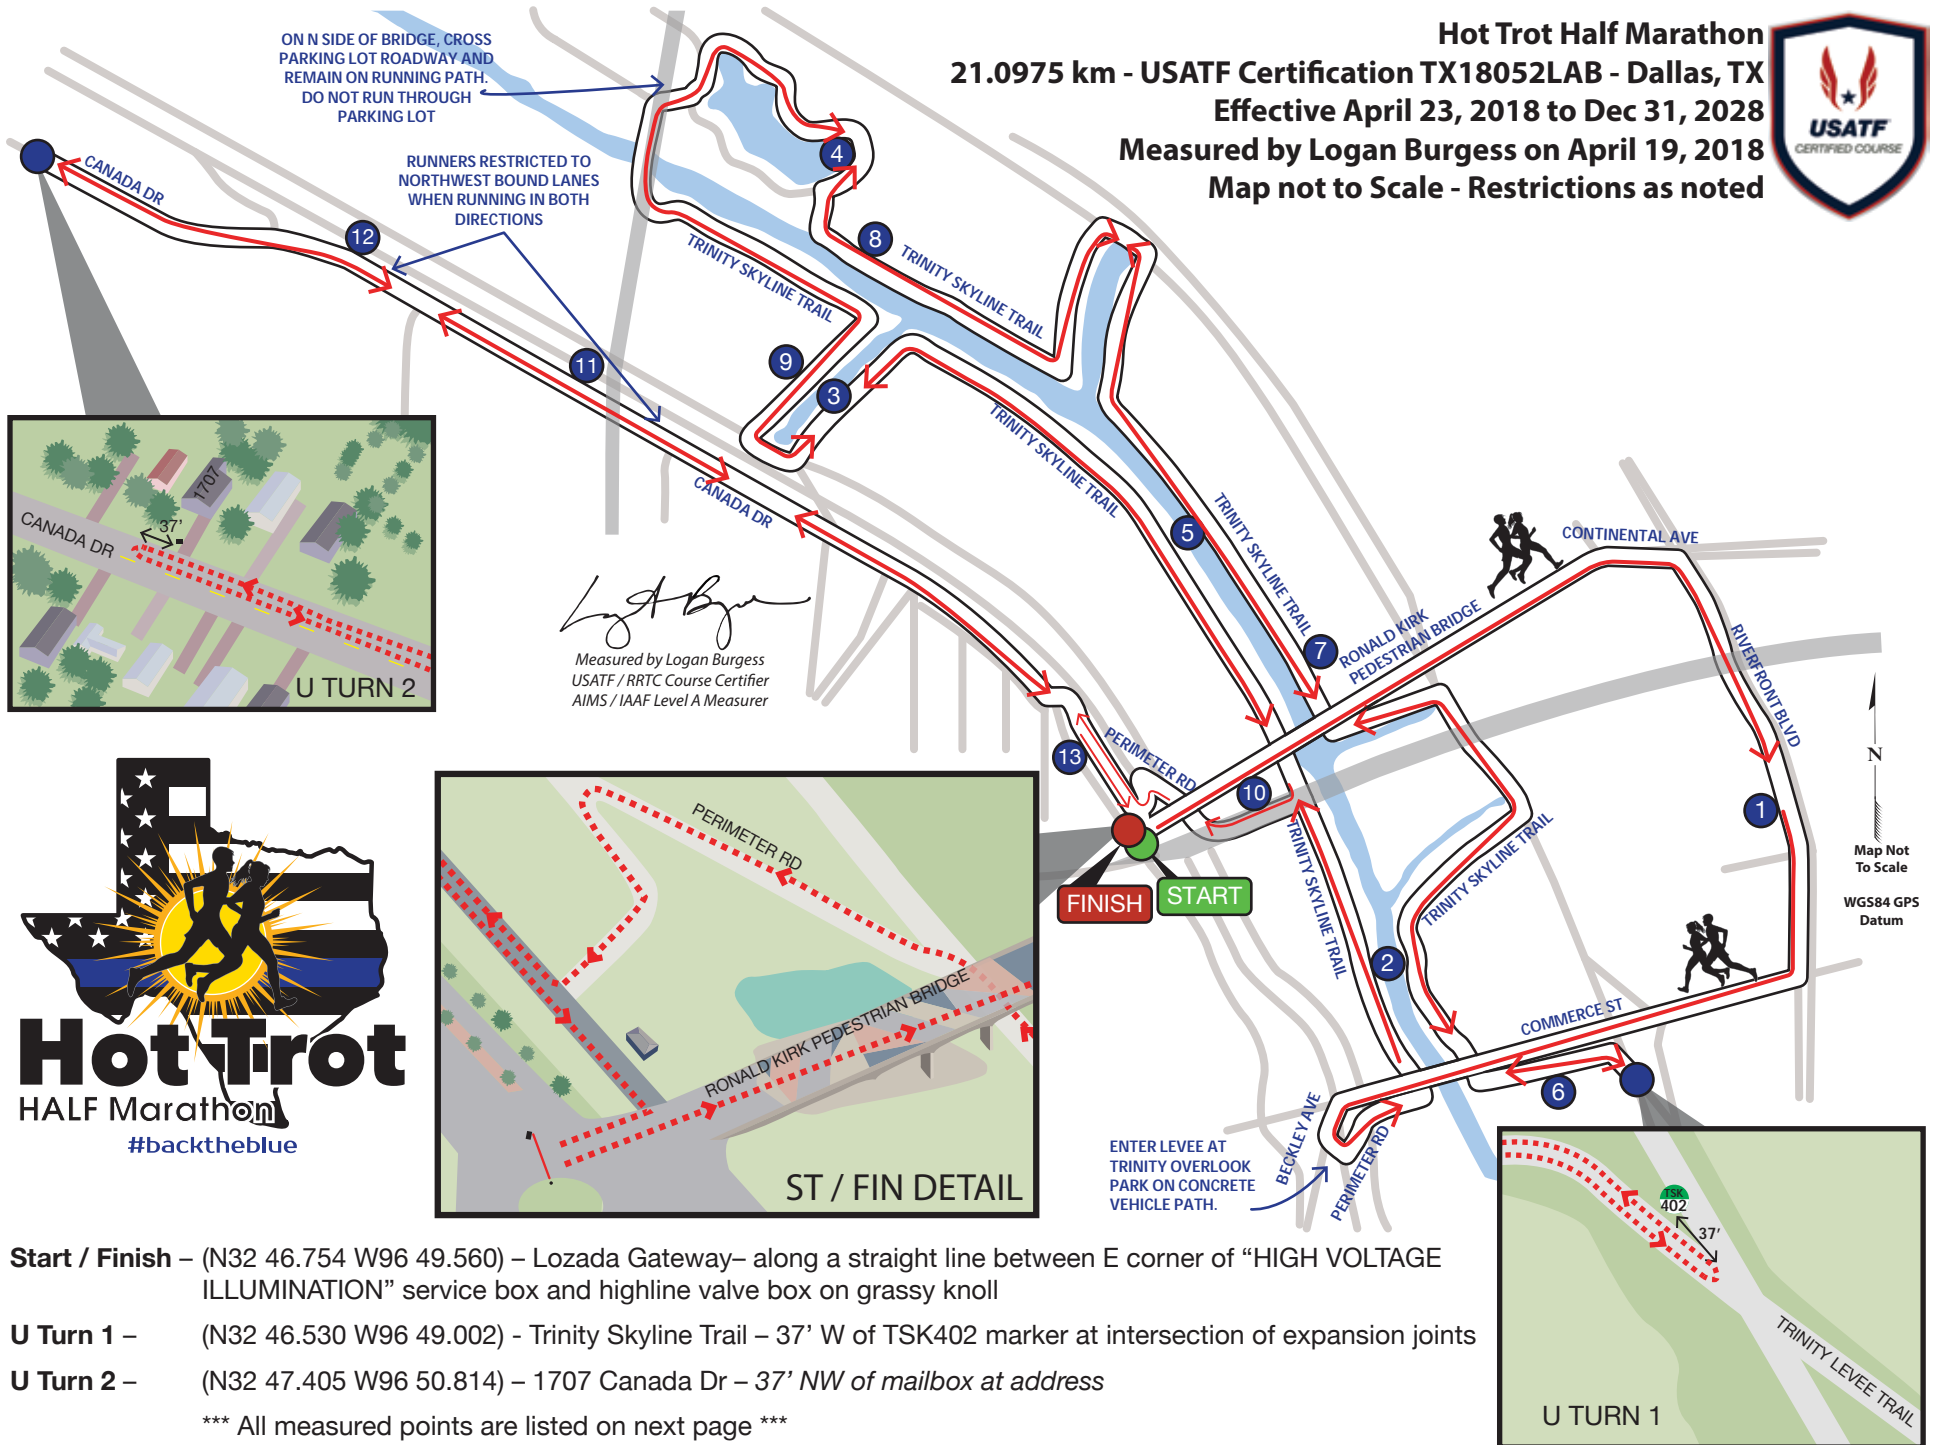 Hot Trot Half Marathon
21.0975 km - USATF Certification TX18052LAB - Dallas, TX
Effective April 23, 2018 to Dec 31, 2028
Measured by Logan Burgess on April 19, 2018
Map not to Scale - Restrictions as noted
USATF
CERTIFIED COURSE
ON N SIDE OF BRIDGE, CROSS
PARKING LOT ROADWAY AND
REMAIN ON RUNNING PATH.
DO NOT RUN THROUGH
PARKING LOT
RUNNERS RESTRICTED TO
NORTHWEST BOUND LANES
WHEN RUNNING IN BOTH
DIRECTIONS
CANADA DR
12
4
8
TRINITY SKYLINE TRAIL
TRINITY SKYLINE TRAIL
11
9
3
TRINITY SKYLINE TRAIL
CANADA DR
5
TRINITY SKYLINE TRAIL
7
RONALD KIRK
PEDESTRIAN BRIDGE
CONTINENTAL AVE
RIVERFRONT BLVD
CANADA DR
1707
37'
U TURN 2
Measured by Logan Burgess
USATF / RRTC Course Certifier
AIMS / IAAF Level A Measurer
13
PERIMETER RD
10
1
N
Map Not
To Scale
WGS84 GPS
Datum
FINISH
START
TRINITY SKYLINE TRAIL
TRINITY SKYLINE TRAIL
2
COMMERCE ST
6
BECKLEY AVE
PERIMETER RD
ENTER LEVEE AT
TRINITY OVERLOOK
PARK ON CONCRETE
VEHICLE PATH.
PERIMETER RD
RONALD KIRK PEDESTRIAN BRIDGE
ST / FIN DETAIL
Hot Trot
HALF Marathon
#backtheblue
TSK
402
37'
TRINITY LEVEE TRAIL
U TURN 1
Start / Finish – (N32 46.754 W96 49.560) – Lozada Gateway– along a straight line between E corner of “HIGH VOLTAGE
ILLUMINATION” service box and highline valve box on grassy knoll
U Turn 1 – (N32 46.530 W96 49.002) - Trinity Skyline Trail – 37’ W of TSK402 marker at intersection of expansion joints
U Turn 2 – (N32 47.405 W96 50.814) – 1707 Canada Dr – 37’ NW of mailbox at address
*** All measured points are listed on next page ***